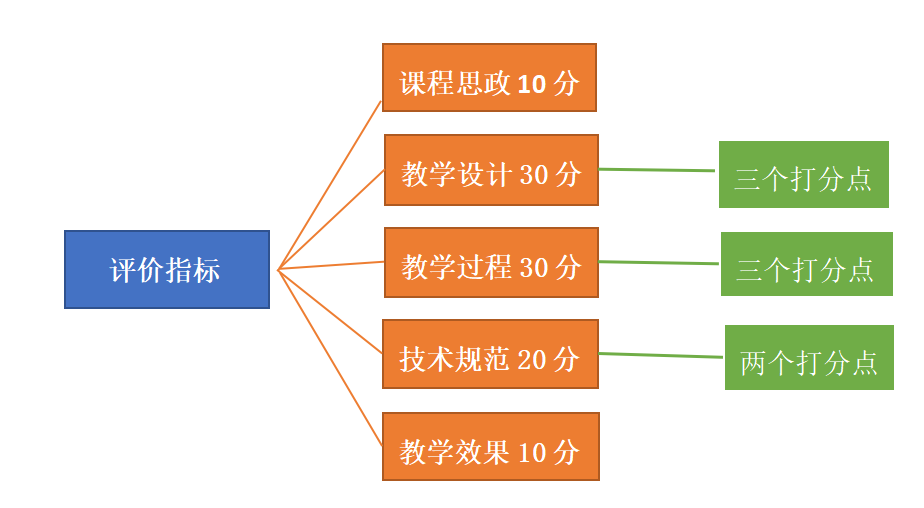 课程思政 10 分
教学设计 30 分
三个打分点
评价指标
教学过程 30 分
三个打分点
技术规范 20 分
两个打分点
教学效果 10 分